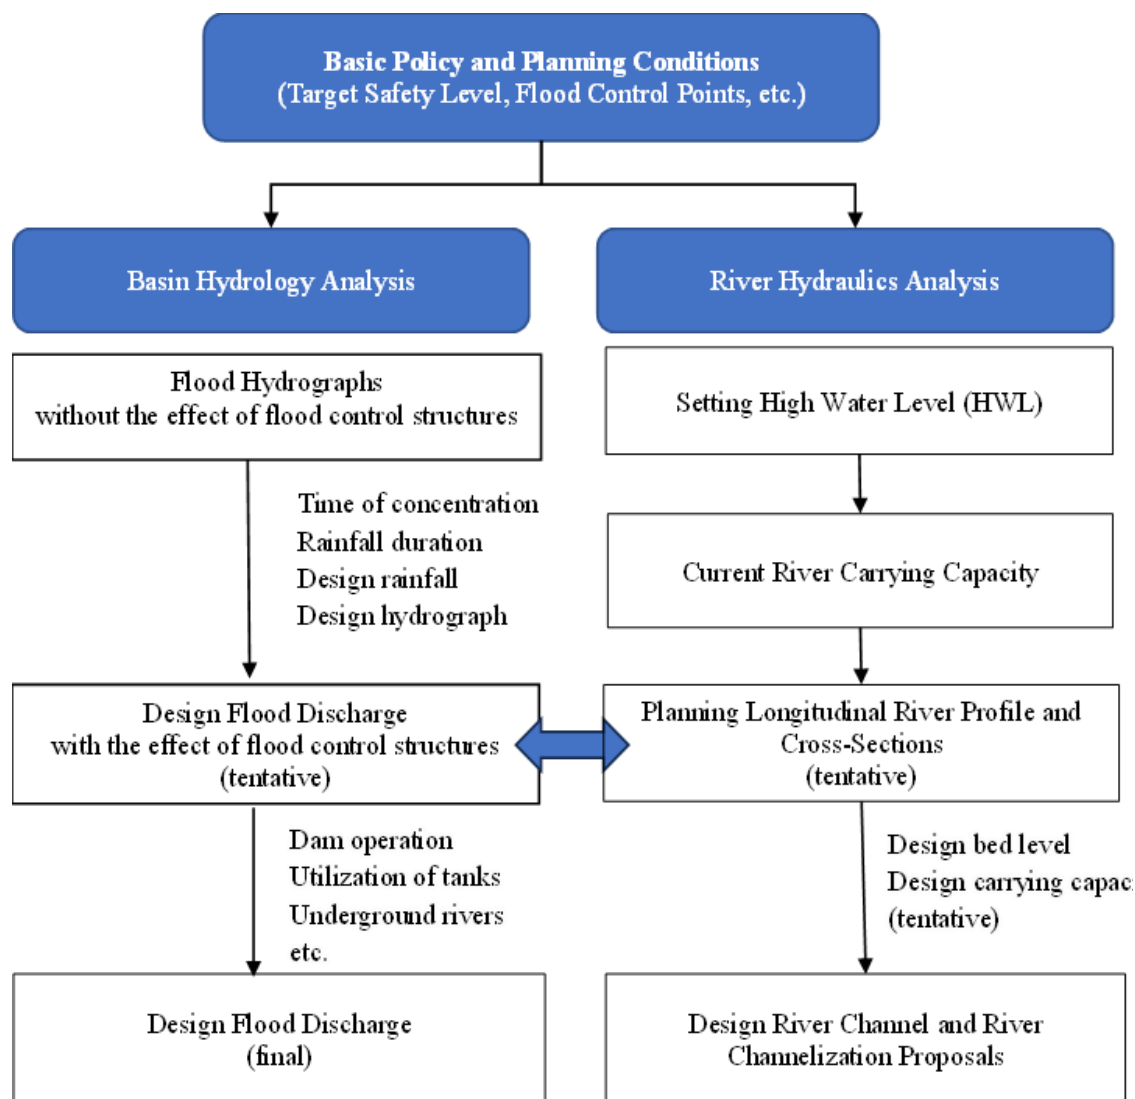 Basic Policy and Planning Conditions
(Target Safety Level, Flood Control Points, etc.)
Basin Hydrology Analysis
River Hydraulics Analysis
Flood Hydrographs
without the effect of flood control structures
Setting High Water Level (HWL)
Time of concentration
Rainfall duration
Design rainfall
Design hydrograph
Current River Carrying Capacity
Design Flood Discharge
with the effect of flood control structures
(tentative)
Planning Longitudinal River Profile and
Cross-Sections
(tentative)
Dam operation
Utilization of tanks
Underground rivers
etc.
Design bed level
Design carrying capaci
(tentative)
Design Flood Discharge
(final)
Design River Channel and River
Channelization Proposals